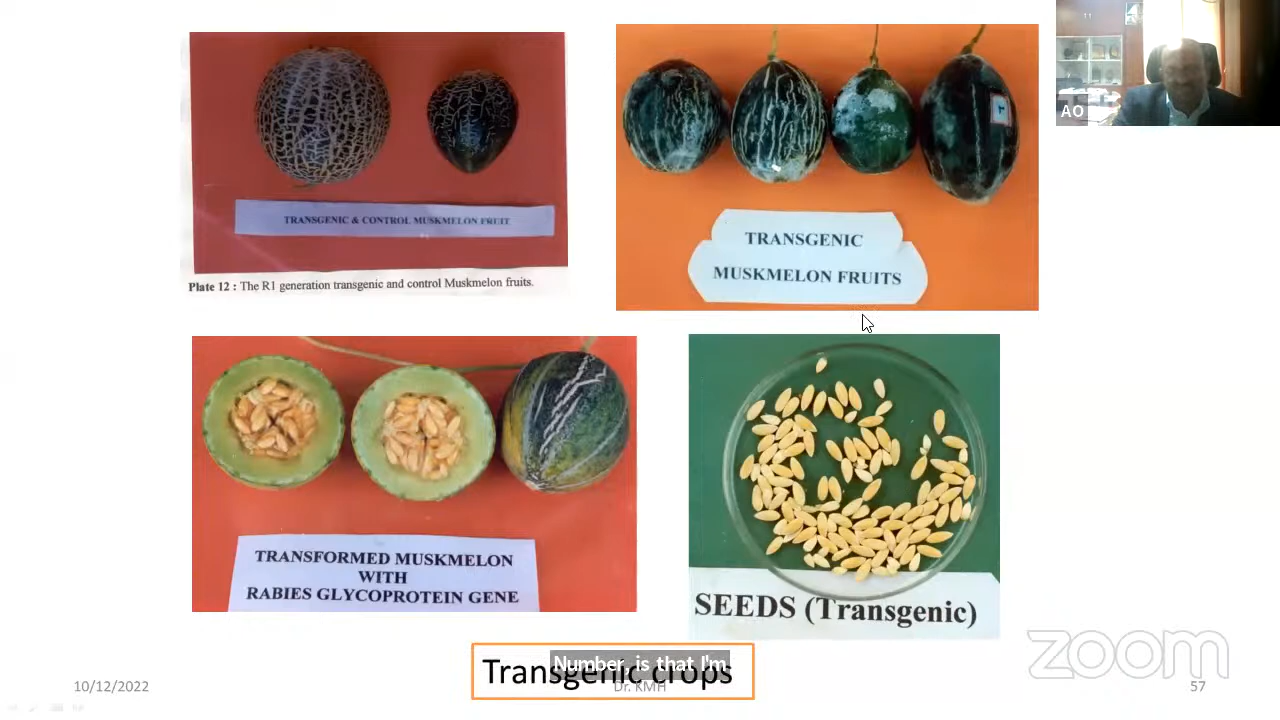 AO
TRANSGENIC & CONTROL MUSKMELON FRUIT
Plate 12 : The R1 generation transgenic and control Muskmelon fruits.
TRANSGENIC
MUSKMELON FRUITS
TRANSFORMED MUSKMELON
WITH
RABIES GLYCOPROTEIN GENE
SEEDS (Transgenic)
Transgenic crops
Number, is that I'm
10/12/2022
Dr. KMH
57
zoom